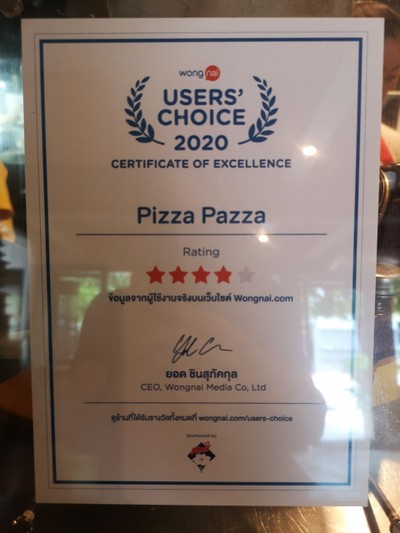 wongnai
USERS'
CHOICE
2020
CERTIFICATE OF EXCELLENCE
Pizza Pazza
Rating
ข้อมูลจากผู้ใช้งานจริงบนเว็บไซต์ Wongnai.com
ยอด ชินสุภัคกุล
CEO, Wongnai Media Co, Ltd
ดูร้านที่ได้รับรางวัลทั้งหมดที่ wongnai.com/users-choice
Sponsored by